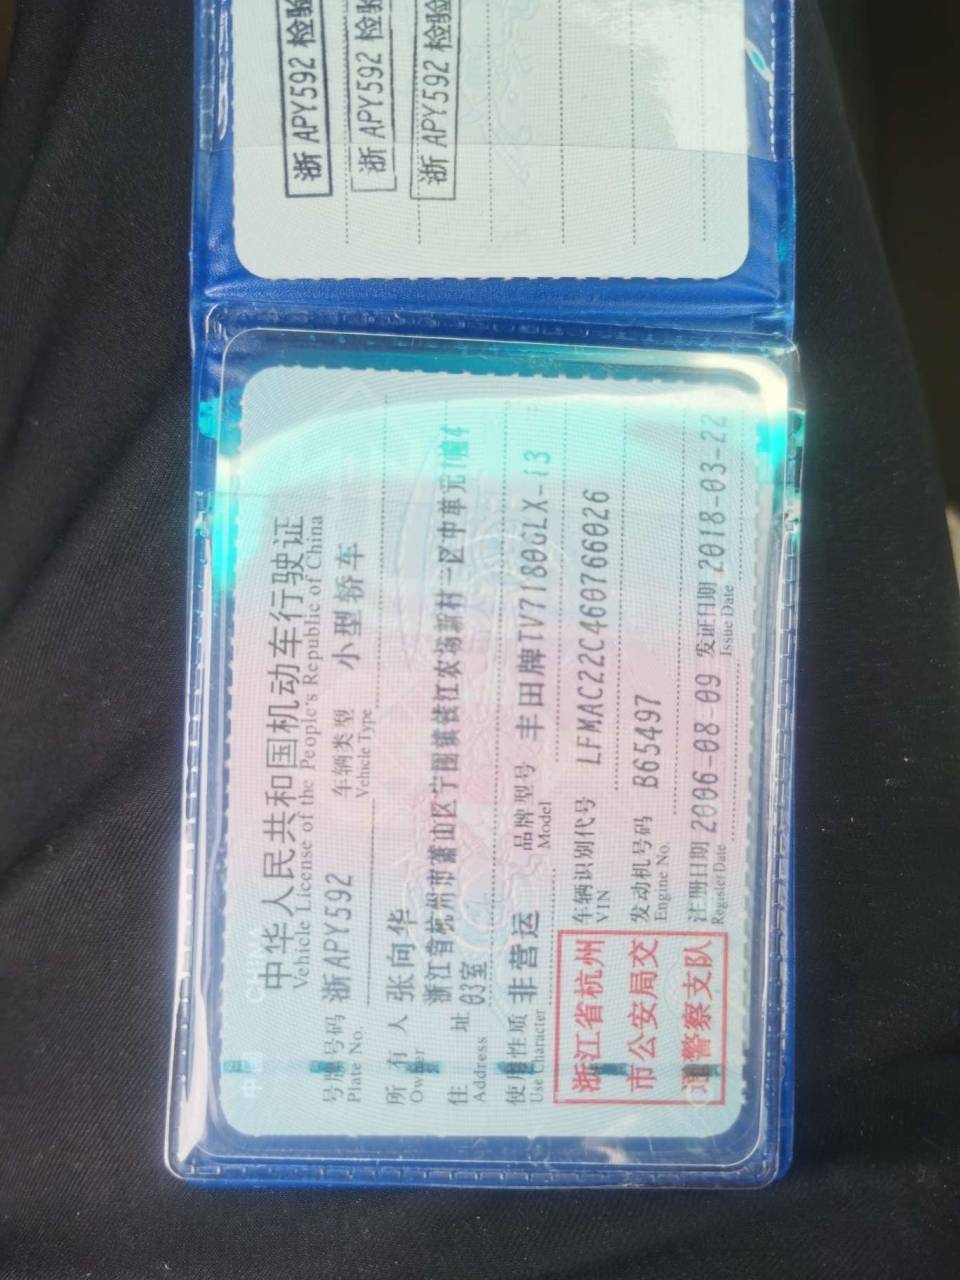 浙APY592 检验
浙APY592 检验
浙APY592 检验
中国 CHINA
中华人民共和国机动车行驶证
Vehicle License of the People's Republic of China
号牌号码 浙APY592 车辆类型 小型轿车
Plate No. Vehicle Type
所有人 张向华
Owner
住址 浙江省杭州市萧山区宁围镇钱江农场新村一区中单元1幢4
Address 03室
使用性质 非营运 品牌型号 丰田牌TV7180GLX-i3
Use Character Model
浙江省杭州
市公安局交
通警察支队
车辆识别代号 LFMAC22C460766026
VIN
发动机号码 B65497
Engine No.
注册日期 2006-08-09 发证日期 2018-03-22
Register Date Issue Date